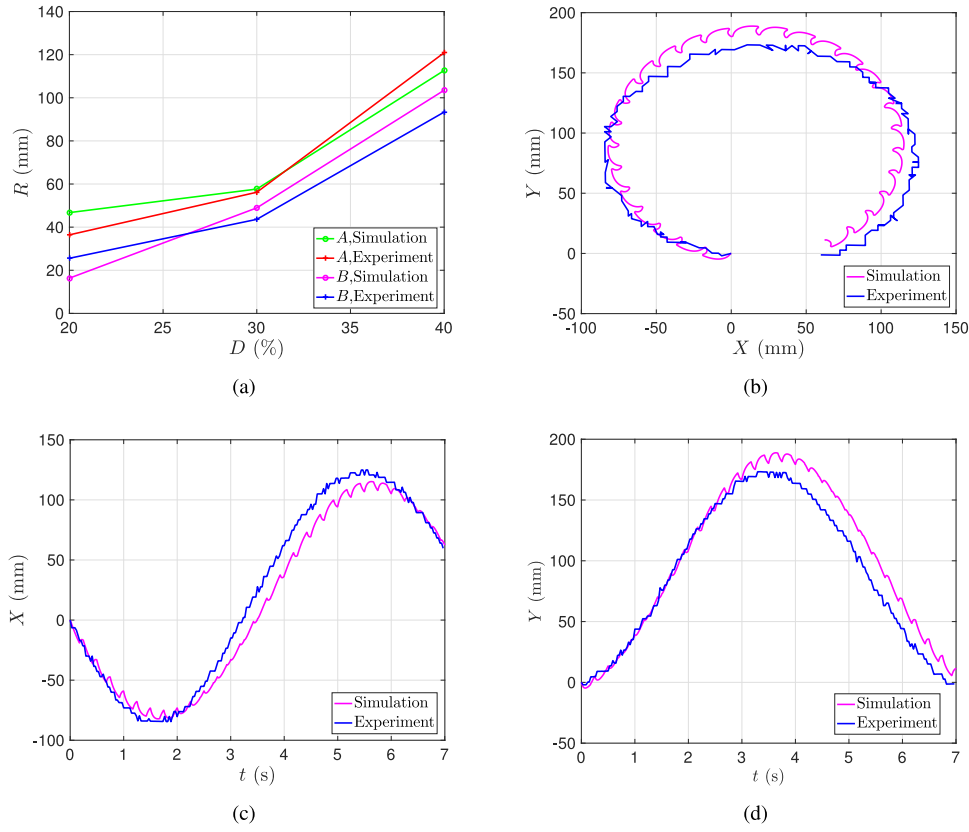 140
120
100
80
60
40
20
0
R (mm)
20
25
30
35
40
D (%)
A,Simulation
A,Experiment
B,Simulation
B,Experiment
(a)
200
150
100
50
0
-50
Y (mm)
-100
-50
0
50
100
150
X (mm)
Simulation
Experiment
(b)
150
100
50
0
-50
-100
X (mm)
0
1
2
3
4
5
6
7
t (s)
Simulation
Experiment
(c)
200
150
100
50
0
-50
Y (mm)
0
1
2
3
4
5
6
7
t (s)
Simulation
Experiment
(d)